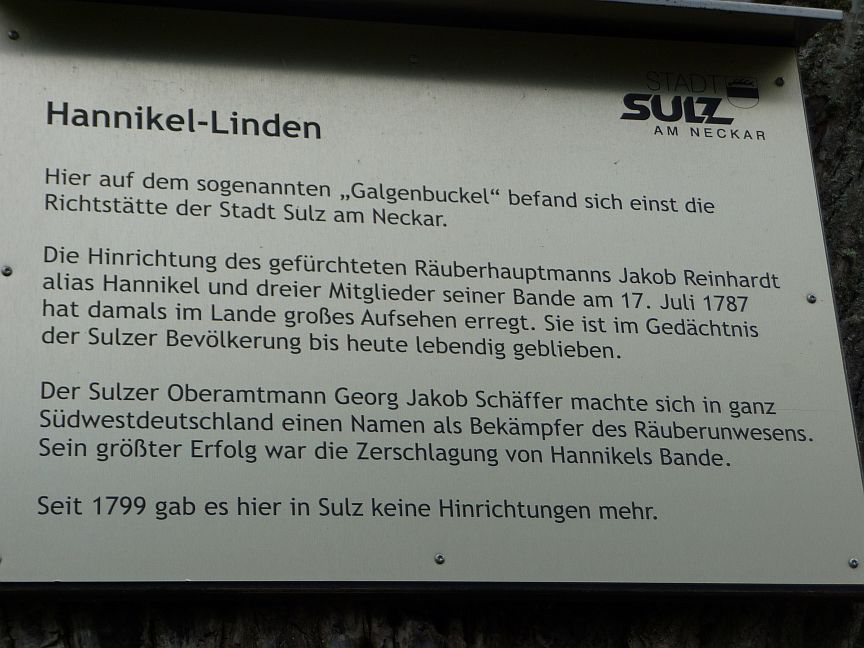 STADT
SULZ
AM NECKAR
Hannikel-Linden
Hier auf dem sogenannten „Galgenbuckel“ befand sich einst die
Richtstätte der Stadt Sulz am Neckar.
Die Hinrichtung des gefürchteten Räuberhauptmanns Jakob Reinhardt
alias Hannikel und dreier Mitglieder seiner Bande am 17. Juli 1787
hat damals im Lande großes Aufsehen erregt. Sie ist im Gedächtnis
der Sulzer Bevölkerung bis heute lebendig geblieben.
Der Sulzer Oberamtmann Georg Jakob Schäffer machte sich in ganz
Südwestdeutschland einen Namen als Bekämpfer des Räuberunwesens.
Sein größter Erfolg war die Zerschlagung von Hannikels Bande.
Seit 1799 gab es hier in Sulz keine Hinrichtungen mehr.